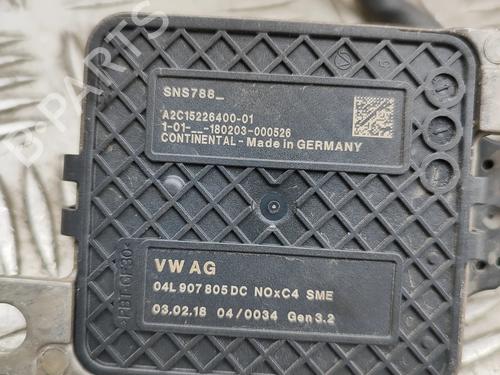 SNS788_
A2C15226400-01
1-01-__-180203-000526
CONTINENTAL - Made in GERMANY
VW AG
04L 907 805 DC NOxC4 SME
03.02.18 04/0034 Gen3.2
B-PARTS